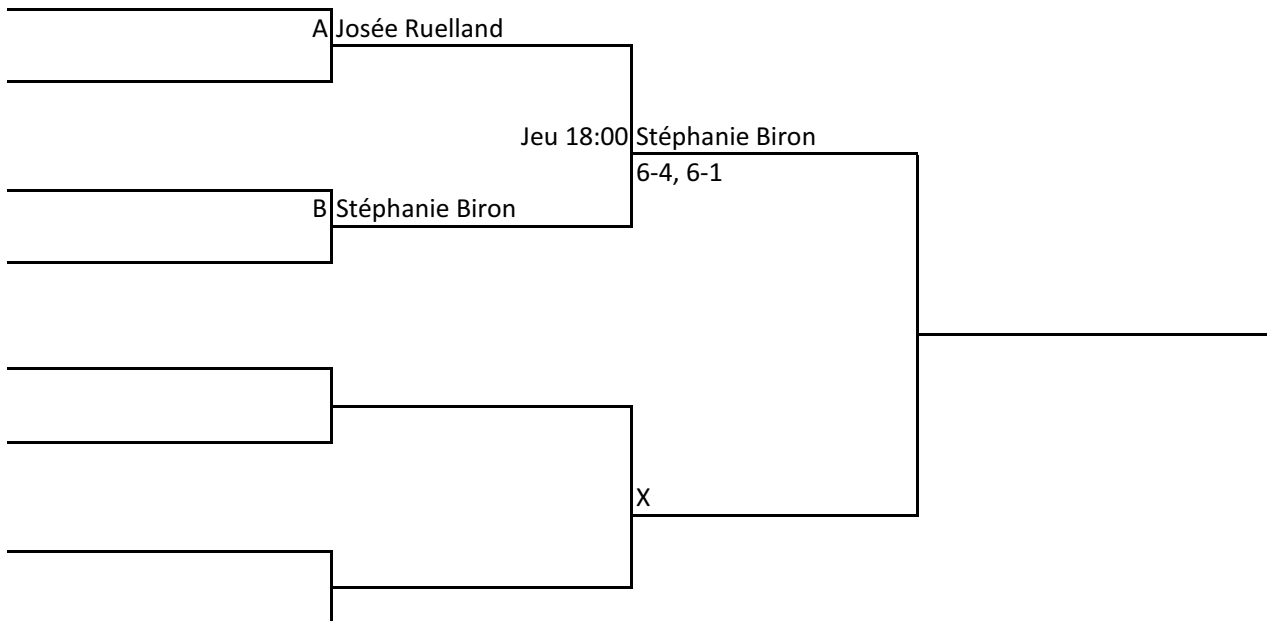 A Josée Ruelland
Jeu 18:00 Stéphanie Biron
6-4, 6-1
B Stéphanie Biron
X